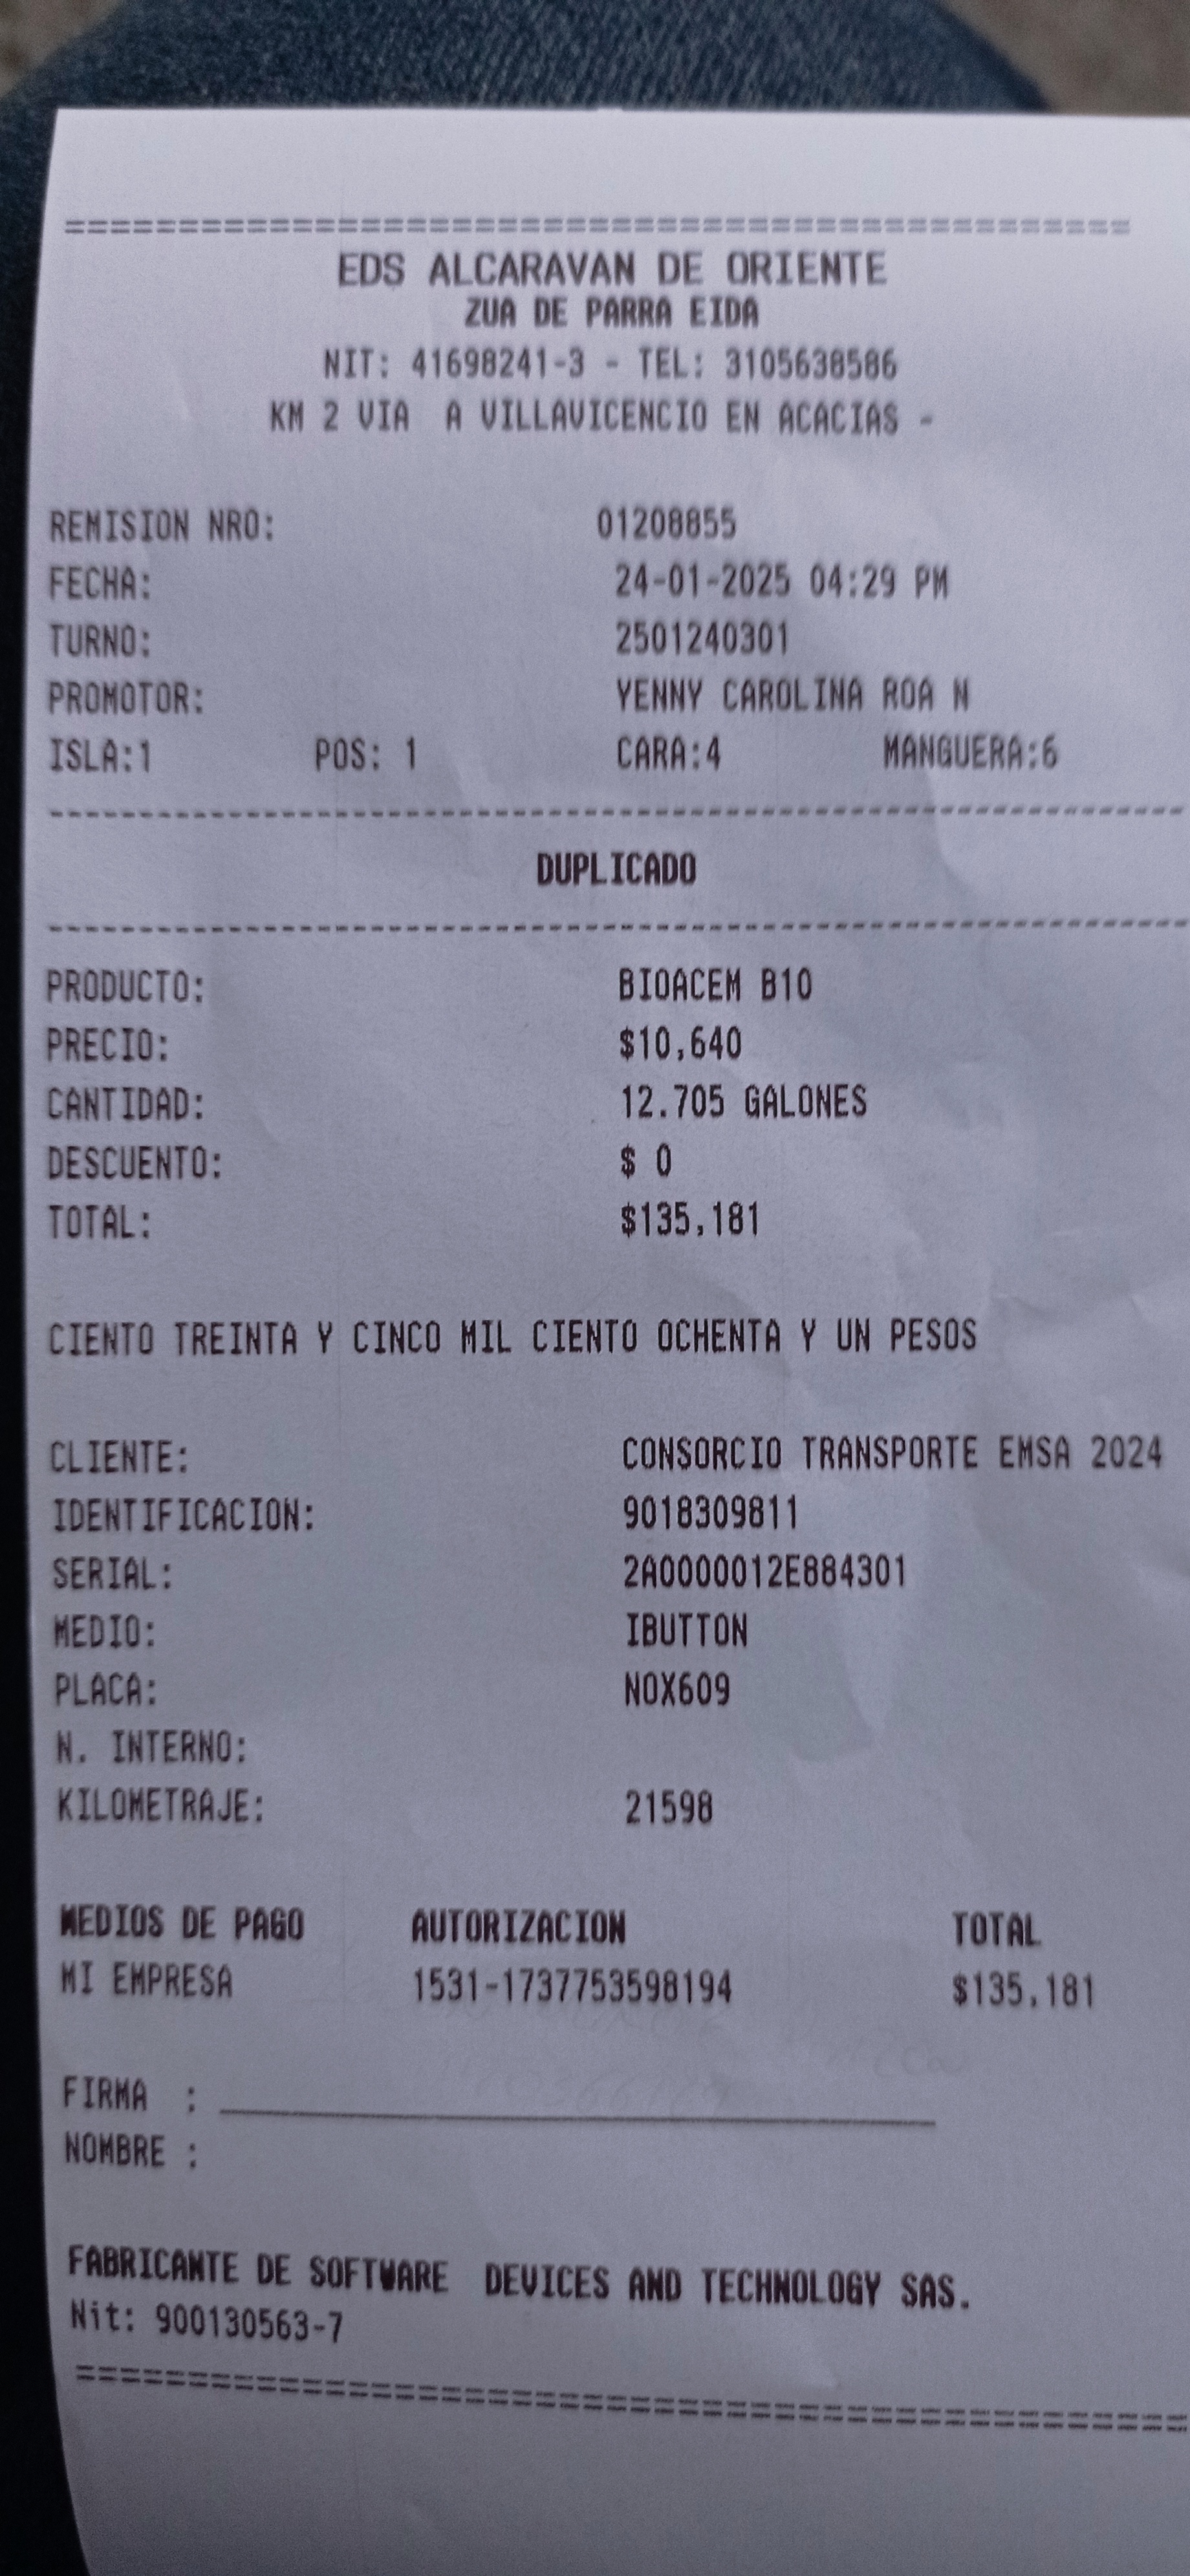 ================================================
EDS ALCARAVAN DE ORIENTE
ZUA DE PARRA EIDA
NIT: 41698241-3 - TEL: 3105638586
KM 2 VIA  A VILLAVICENCIO EN ACACIAS -
REMISION NRO: 01208855
FECHA: 24-01-2025 04:29 PM
TURNO: 2501240301
PROMOTOR: YENNY CAROLINA ROA N
ISLA:1 POS: 1 CARA:4 MANGUERA:6
------------------------------------------------
DUPLICADO
------------------------------------------------
PRODUCTO: BIOACEM B10
PRECIO: $10,640
CANTIDAD: 12.705 GALONES
DESCUENTO: $ 0
TOTAL: $135,181
CIENTO TREINTA Y CINCO MIL CIENTO OCHENTA Y UN PESOS
CLIENTE: CONSORCIO TRANSPORTE EMSA 2024
IDENTIFICACION: 9018309811
SERIAL: 2A0000012E884301
MEDIO: IBUTTON
PLACA: NOX609
N. INTERNO:
KILOMETRAJE: 21598
MEDIOS DE PAGO AUTORIZACION TOTAL
MI EMPRESA 1531-1737753598194 $135,181
FIRMA : ______________________________
NOMBRE :
FABRICANTE DE SOFTWARE  DEVICES AND TECHNOLOGY SAS.
Nit: 900130563-7
================================================